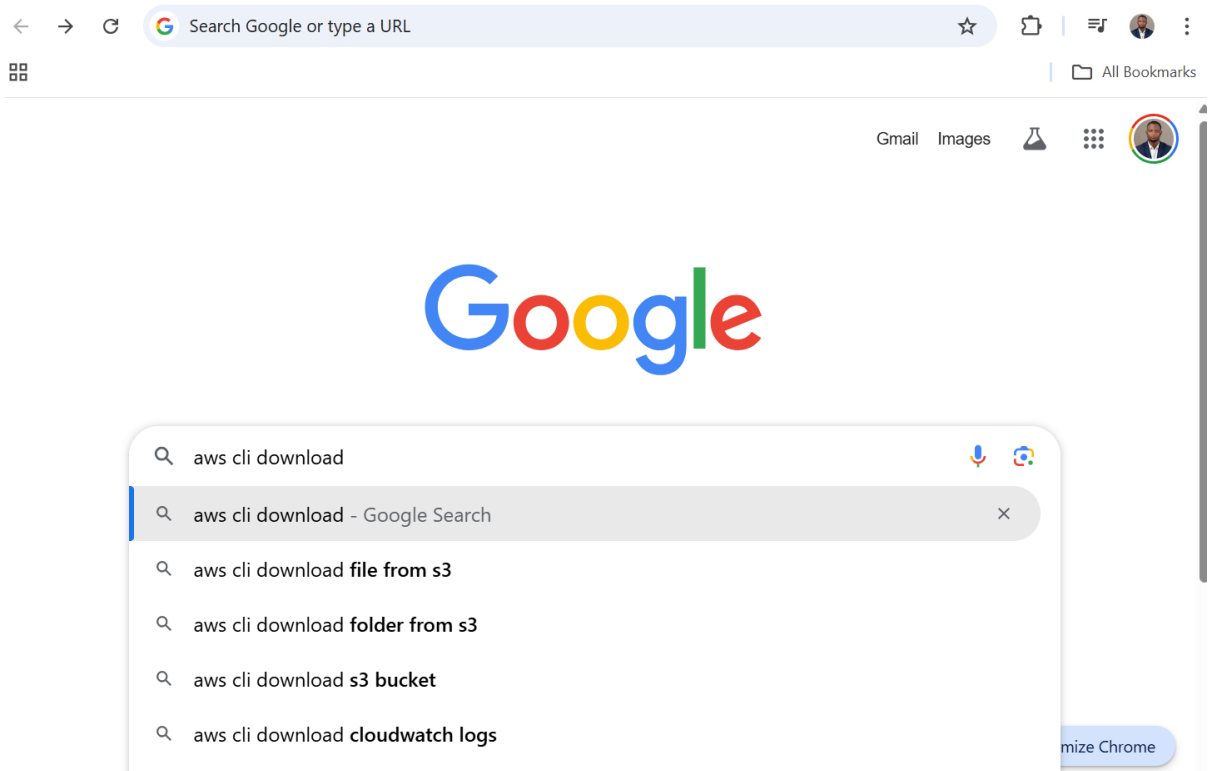 Search Google or type a URL
All Bookmarks
Gmail Images
Google
aws cli download
aws cli download - Google Search
aws cli download file from s3
aws cli download folder from s3
aws cli download s3 bucket
aws cli download cloudwatch logs
mize Chrome